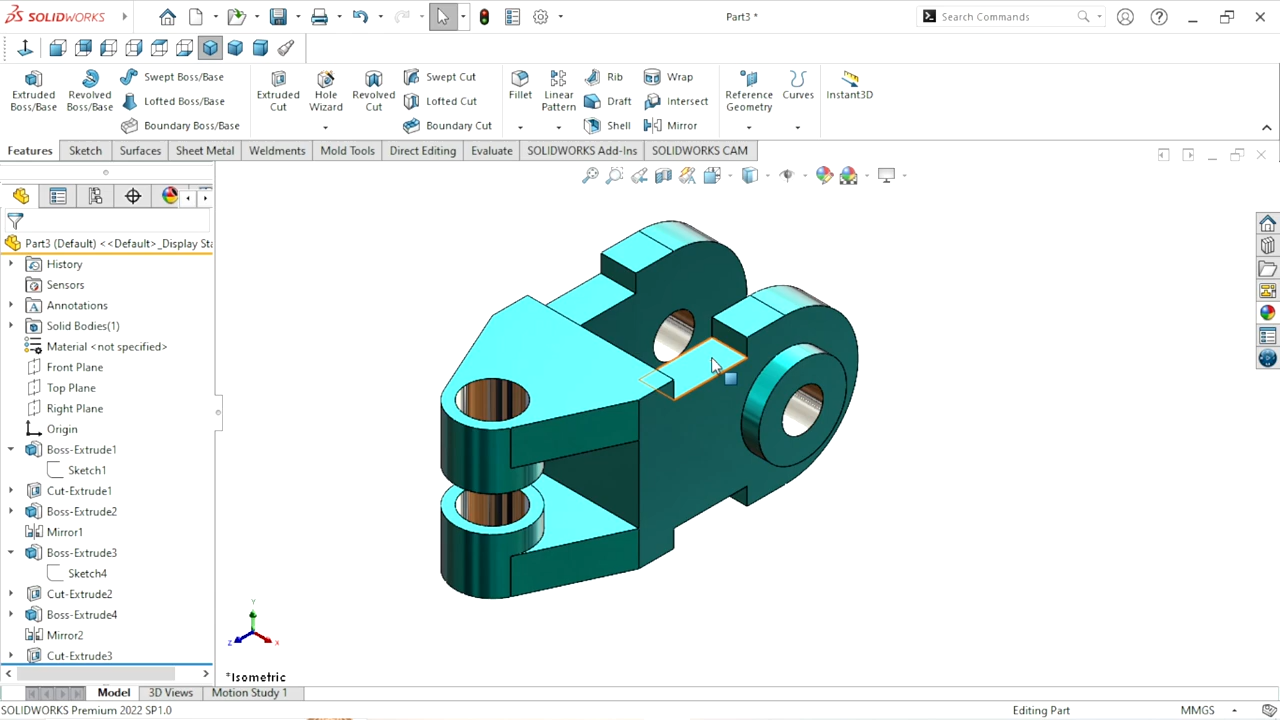 SOLIDWORKS
Part3 *
Search Commands
Extruded Boss/Base
Revolved Boss/Base
Swept Boss/Base
Lofted Boss/Base
Boundary Boss/Base
Extruded Cut
Hole Wizard
Revolved Cut
Swept Cut
Lofted Cut
Boundary Cut
Fillet
Linear Pattern
Rib
Draft
Shell
Wrap
Intersect
Mirror
Reference Geometry
Curves
Instant3D
Features
Sketch
Surfaces
Sheet Metal
Weldments
Mold Tools
Direct Editing
Evaluate
SOLIDWORKS Add-Ins
SOLIDWORKS CAM
Part3 (Default) <<Default>_Display Sta
History
Sensors
Annotations
Solid Bodies(1)
Material <not specified>
Front Plane
Top Plane
Right Plane
Origin
Boss-Extrude1
Sketch1
Cut-Extrude1
Boss-Extrude2
Mirror1
Boss-Extrude3
Sketch4
Cut-Extrude2
Boss-Extrude4
Mirror2
Cut-Extrude3
Y
Z
X
*Isometric
Model
3D Views
Motion Study 1
SOLIDWORKS Premium 2022 SP1.0
Editing Part
MMGS